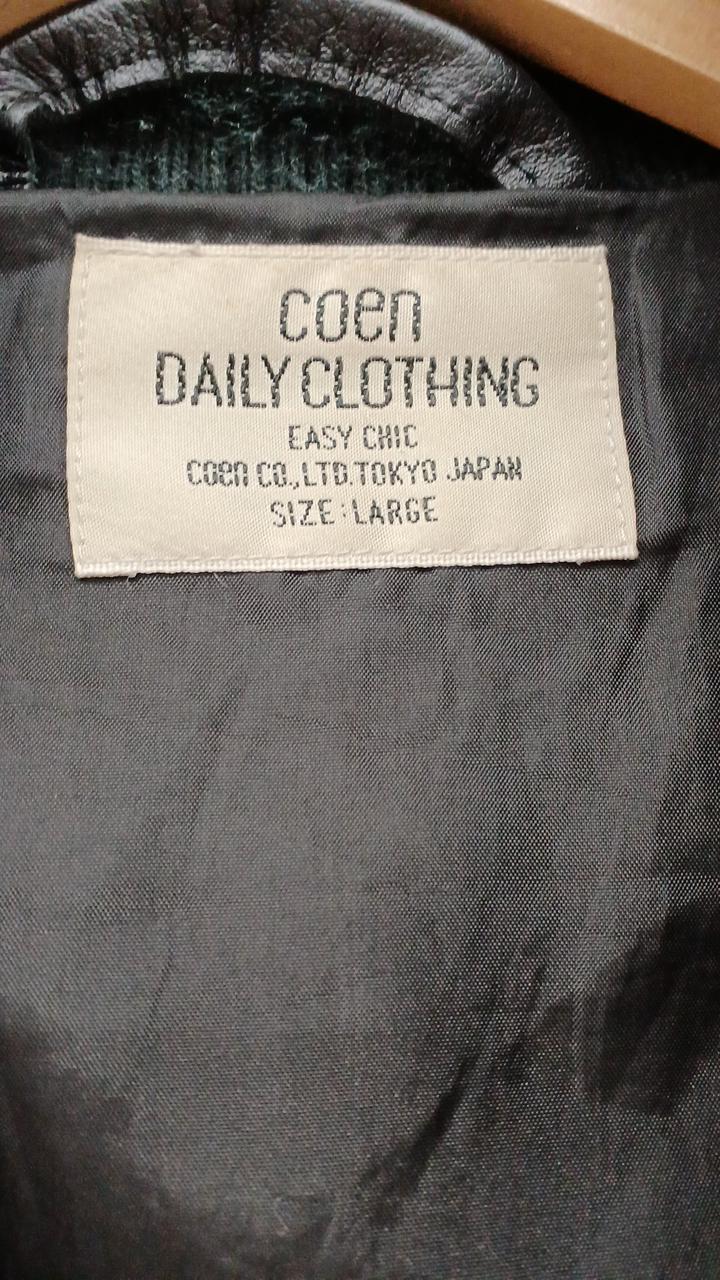 coen
DAILY CLOTHING
EASY CHIC
coen CO.,LTD.TOKYO JAPAN
SIZE:LARGE